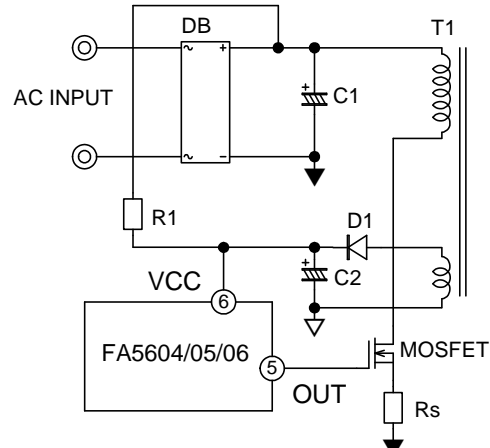 DB
T1
~ +
AC INPUT
+
C1
~ −
R1
D1
VCC
+
C2
6
FA5604/05/06
MOSFET
5
OUT
Rs